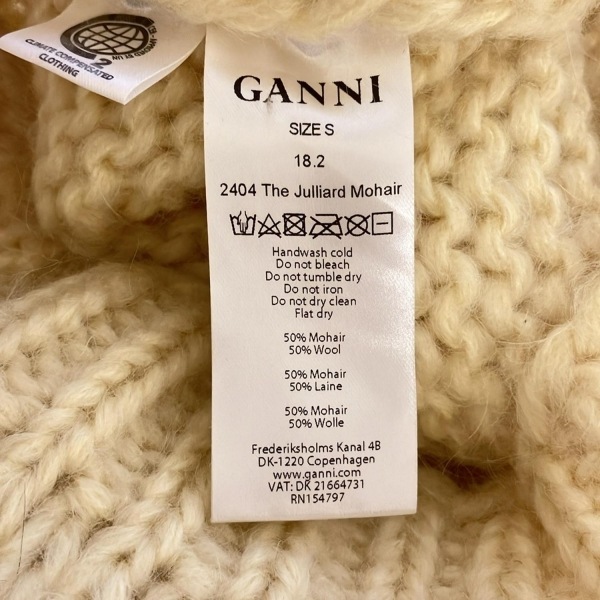 CLIMATE COMPENSATED
CLOTHING
GANNI
SIZE S
18.2
2404 The Julliard Mohair
Handwash cold
Do not bleach
Do not tumble dry
Do not iron
Do not dry clean
Flat dry
50% Mohair
50% Wool
50% Mohair
50% Laine
50% Mohair
50% Wolle
Frederiksholms Kanal 4B
DK-1220 Copenhagen
www.ganni.com
VAT: DK 21664731
RN154797